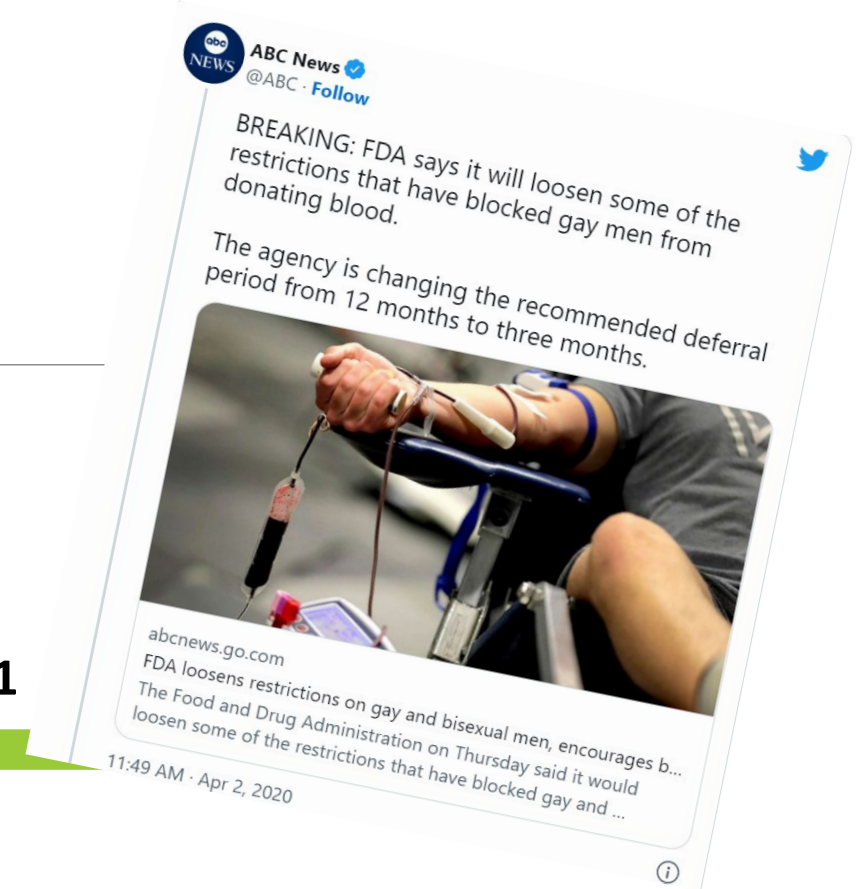 abc
NEWS
ABC News
@ABC · Follow
BREAKING: FDA says it will loosen some of the
restrictions that have blocked gay men from
donating blood.
The agency is changing the recommended deferral
period from 12 months to three months.
abcnews.go.com
FDA loosens restrictions on gay and bisexual men, encourages b...
The Food and Drug Administration on Thursday said it would
loosen some of the restrictions that have blocked gay and ...
1
11:49 AM · Apr 2, 2020